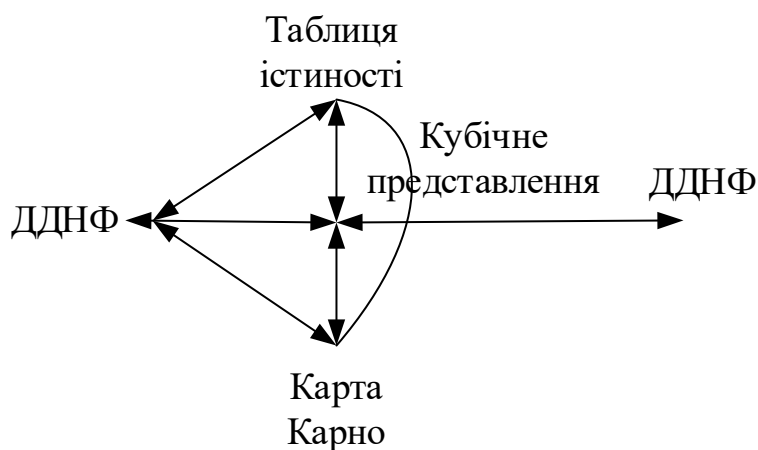 Таблиця
істиності
Кубічне
представлення
ДДНФ
ДДНФ
Карта
Карно